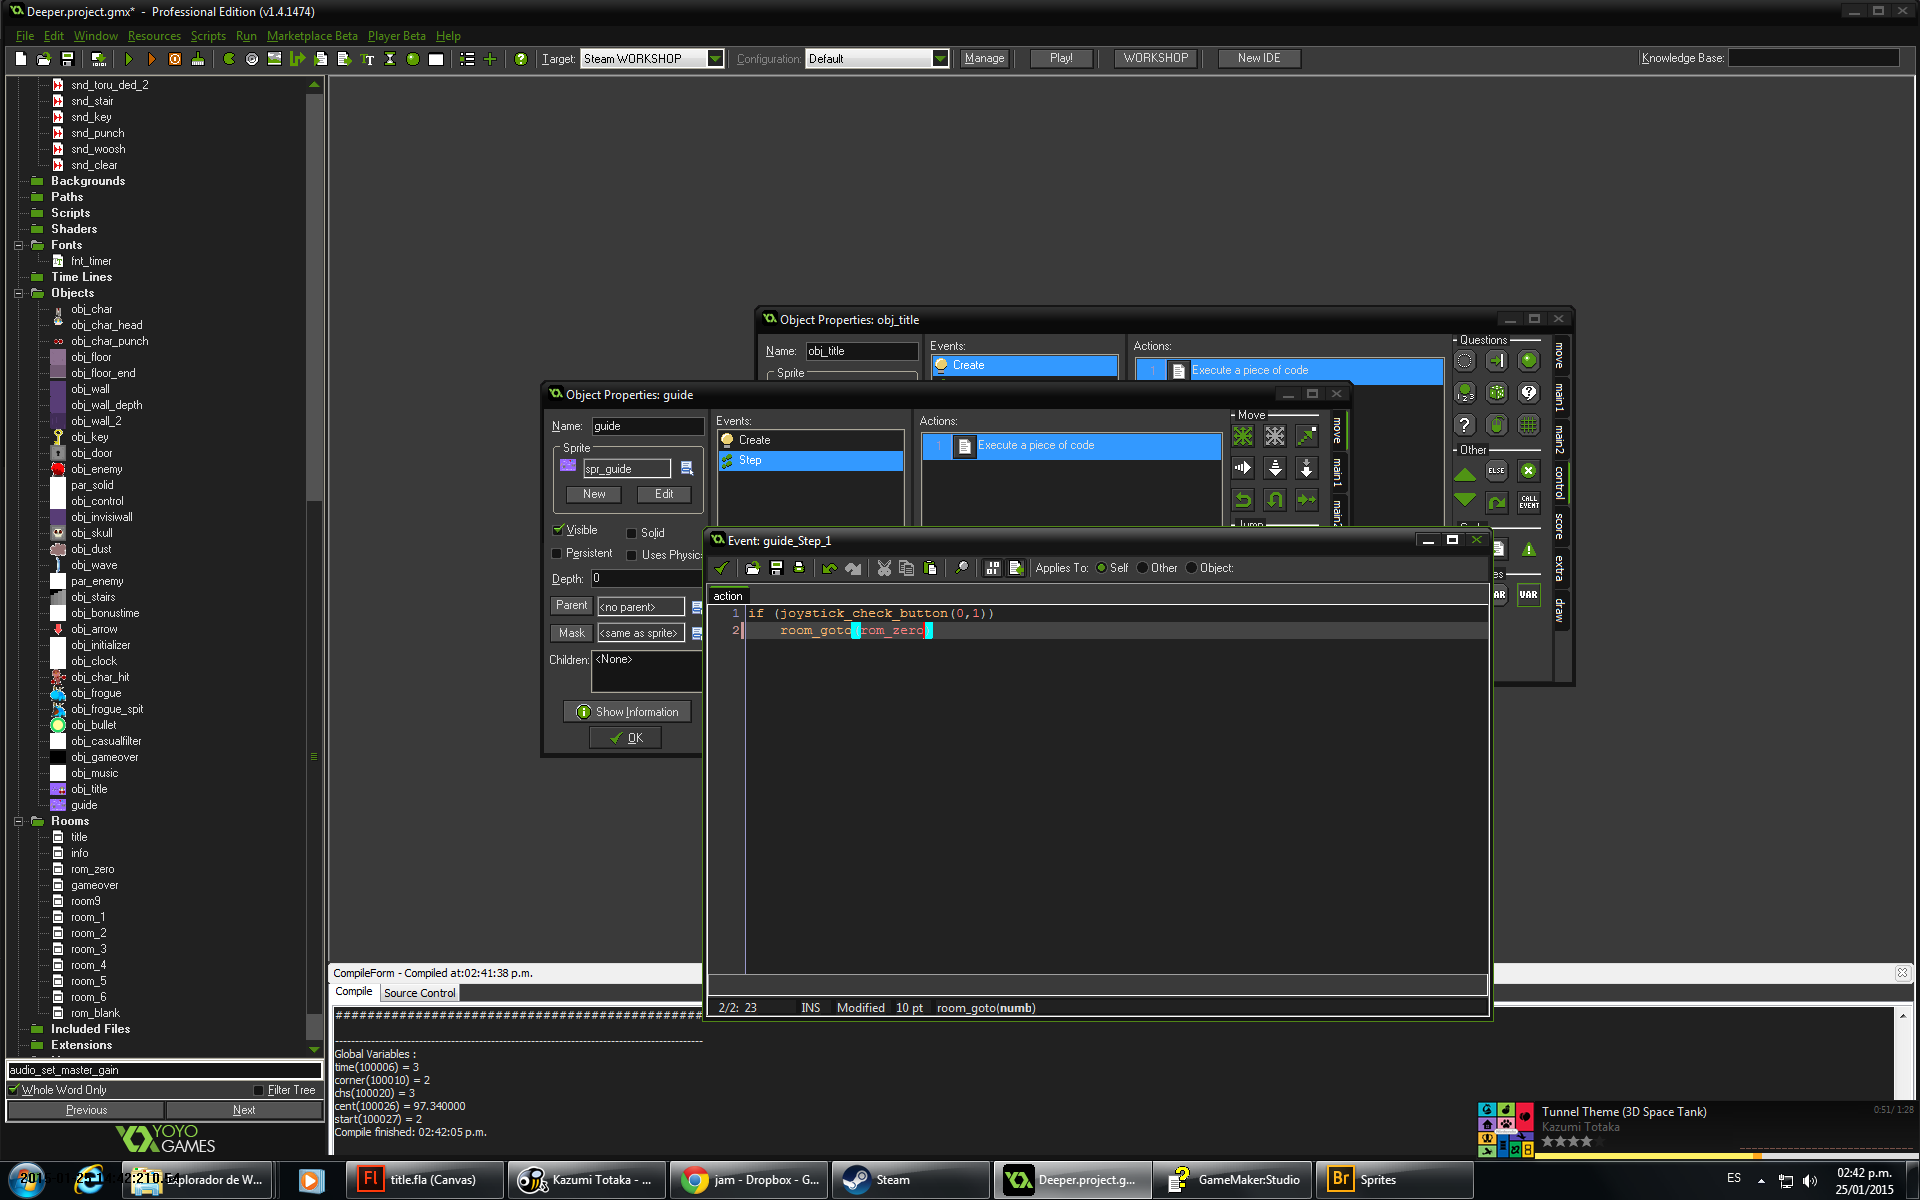 Deeper.project.gmx* - Professional Edition (v1.4.1474)
File Edit Window Resources Scripts Run Marketplace Beta Player Beta Help
Target: Steam WORKSHOP Configuration: Default Manage Play! WORKSHOP New IDE Knowledge Base:
snd_toru_ded_2
snd_stair
snd_key
snd_punch
snd_woosh
snd_clear
Backgrounds
Paths
Scripts
Shaders
Fonts
fnt_timer
Time Lines
Objects
obj_char
obj_char_head
obj_char_punch
obj_floor
obj_floor_end
obj_wall
obj_wall_depth
obj_wall_2
obj_key
obj_door
obj_enemy
par_solid
obj_control
obj_invisiwall
obj_skull
obj_dust
obj_wave
par_enemy
obj_stairs
obj_bonustime
obj_arrow
obj_initializer
obj_clock
obj_char_hit
obj_frogue
obj_frogue_spit
obj_bullet
obj_casualfilter
obj_gameover
obj_music
obj_title
guide
Rooms
title
info
rom_zero
gameover
room9
room_1
room_2
room_3
room_4
room_5
room_6
rom_blank
Included Files
Extensions
audio_set_master_gain
Whole Word Only Filter Tree
Previous Next
YOYO
GAMES
Object Properties: obj_title
Name: obj_title
Sprite
Events:
Create
Actions:
1 Execute a piece of code
Questions
Other
ELSE
CALL
EVENT
VAR
move
main1
main2
control
score
extra
draw
Object Properties: guide
Name: guide
Sprite
spr_guide
New Edit
Visible Solid
Persistent Uses Physic
Depth: 0
Parent <no parent>
Mask <same as sprite>
Children: <None>
Show Information
OK
Events:
Create
Step
Actions:
1 Execute a piece of code
Move
Jump
move
main1
Event: guide_Step_1
Applies To: Self Other Object:
action
1 if (joystick_check_button(0,1))
2 room_goto(rom_zero)
2/2: 23 INS Modified 10 pt room_goto(numb)
CompileForm - Compiled at:02:41:38 p.m.
Compile Source Control
Global Variables :
time(100006) = 3
corner(100010) = 2
chs(100020) = 3
cent(100026) = 97.340000
start(100027) = 2
Compile finished: 02:42:05 p.m.
Tunnel Theme (3D Space Tank) 0:51/ 1:28
Kazumi Totaka
Explorador de W...
title.fla (Canvas)
Kazumi Totaka - ...
jam - Dropbox - G...
Steam
Deeper.project.g...
GameMaker:Studio
Sprites
ES
02:42 p.m.
25/01/2015